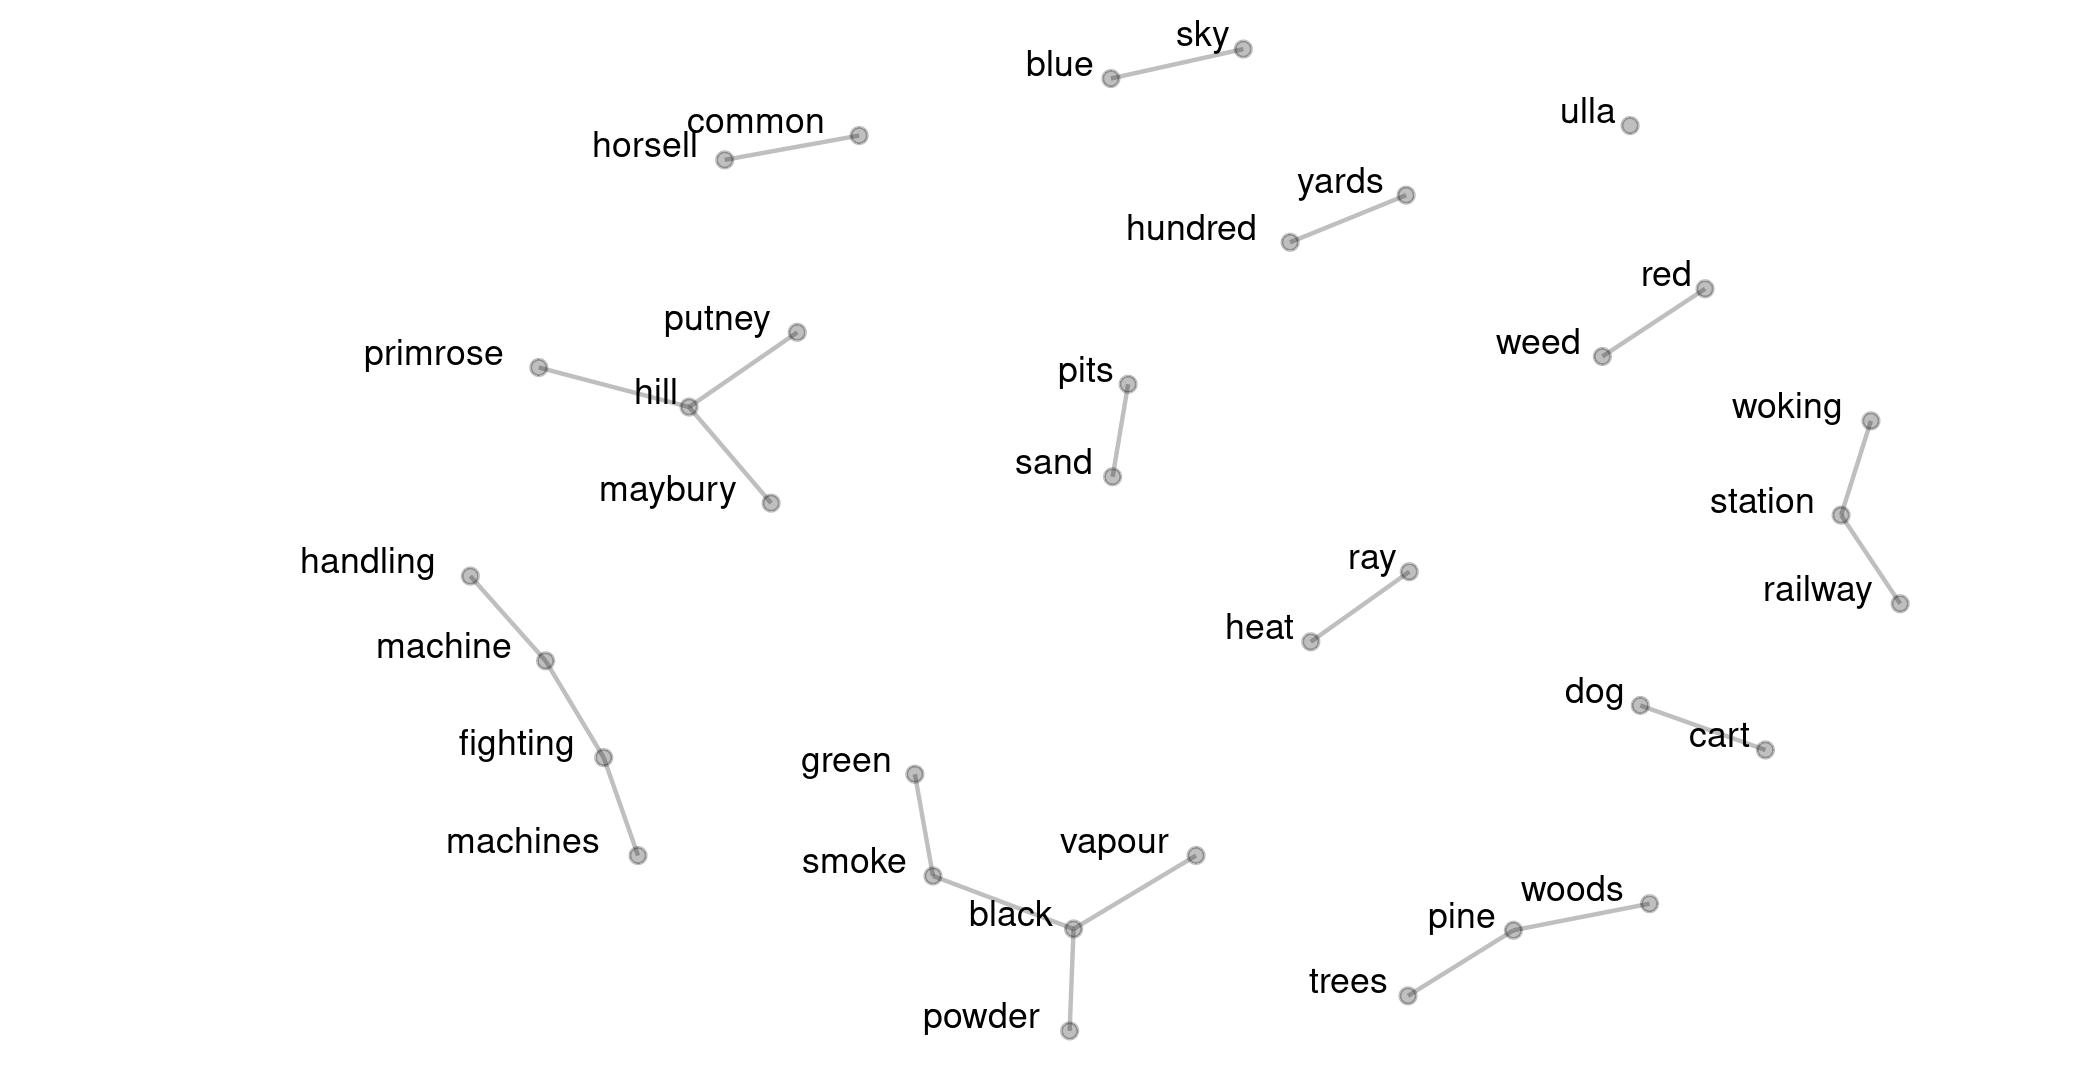 sky
blue
ulla
common
horsell
yards
hundred
red
putney
weed
primrose
pits
hill
woking
sand
maybury
station
ray
handling
railway
heat
machine
dog
cart
fighting
green
vapour
machines
smoke
woods
black
pine
trees
powder